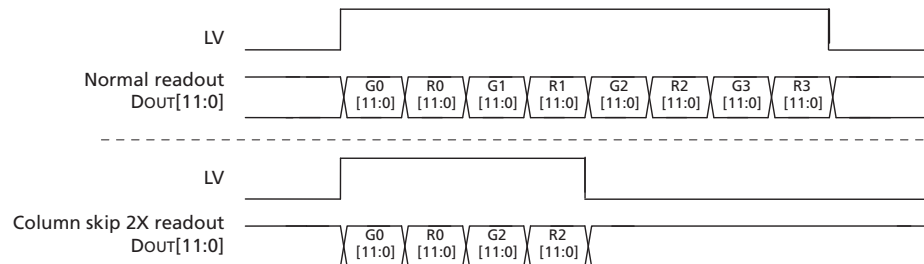 LV
Normal readout
DOUT[11:0]
G0 R0 G1 R1 G2 R2 G3 R3
[11:0] [11:0] [11:0] [11:0] [11:0] [11:0] [11:0] [11:0]
LV
Column skip 2X readout
DOUT[11:0]
G0 R0 G2 R2
[11:0] [11:0] [11:0] [11:0]